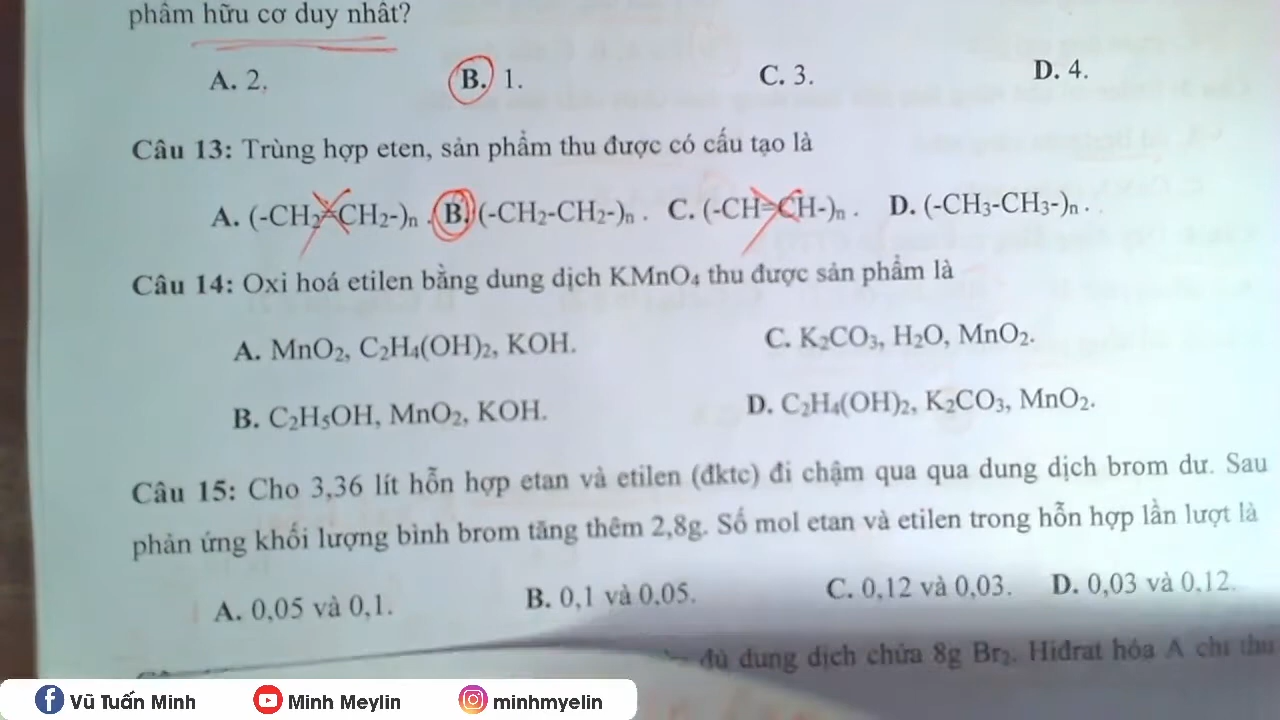 phẩm hữu cơ duy nhất?
A. 2. B. 1. C. 3. D. 4.
Câu 13: Trùng hợp eten, sản phẩm thu được có cấu tạo là
A. (-CH₂=CH₂-)ₙ . B. (-CH₂-CH₂-)ₙ . C. (-CH=CH-)ₙ . D. (-CH₃-CH₃-)ₙ .
Câu 14: Oxi hoá etilen bằng dung dịch KMnO₄ thu được sản phẩm là
A. MnO₂, C₂H₄(OH)₂, KOH. C. K₂CO₃, H₂O, MnO₂.
B. C₂H₅OH, MnO₂, KOH. D. C₂H₄(OH)₂, K₂CO₃, MnO₂.
Câu 15: Cho 3,36 lít hỗn hợp etan và etilen (đktc) đi chậm qua qua dung dịch brom dư. Sau
phản ứng khối lượng bình brom tăng thêm 2,8g. Số mol etan và etilen trong hỗn hợp lần lượt là
A. 0,05 và 0,1. B. 0,1 và 0,05. C. 0,12 và 0,03. D. 0,03 và 0,12.
đủ dung dịch chứa 8g Br₂. Hiđrat hóa A chỉ thu
Vũ Tuấn Minh Minh Meylin minhmyelin